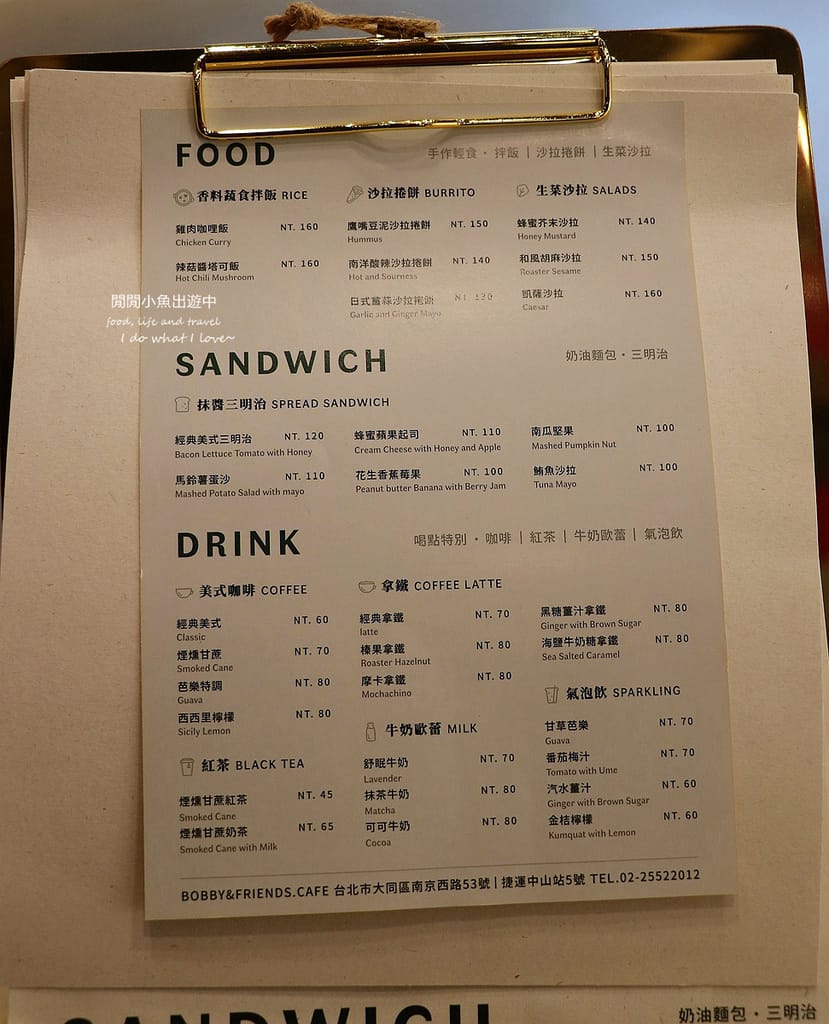 FOOD 手作輕食・拌飯 | 沙拉捲餅 | 生菜沙拉
香料蔬食拌飯 RICE
雞肉咖哩飯 NT. 160
Chicken Curry
辣菇醬塔可飯 NT. 160
Hot Chili Mushroom
沙拉捲餅 BURRITO
鷹嘴豆泥沙拉捲餅 NT. 150
Hummus
南洋酸辣沙拉捲餅 NT. 140
Hot and Sourness
日式薑蒜沙拉捲餅 NT. 130
Garlic and Ginger Mayo
生菜沙拉 SALADS
蜂蜜芥末沙拉 NT. 140
Honey Mustard
和風胡麻沙拉 NT. 150
Roaster Sesame
凱薩沙拉 NT. 160
Caesar
閒閒小魚出遊中
food, life and travel
I do what I love~
SANDWICH 奶油麵包・三明治
抹醬三明治 SPREAD SANDWICH
經典美式三明治 NT. 120
Bacon Lettuce Tomato with Honey
馬鈴薯蛋沙 NT. 110
Mashed Potato Salad with mayo
蜂蜜蘋果起司 NT. 110
Cream Cheese with Honey and Apple
花生香蕉莓果 NT. 100
Peanut butter Banana with Berry Jam
南瓜堅果 NT. 100
Mashed Pumpkin Nut
鮪魚沙拉 NT. 100
Tuna Mayo
DRINK 喝點特別・咖啡 | 紅茶 | 牛奶歐蕾 | 氣泡飲
美式咖啡 COFFEE
經典美式 NT. 60
Classic
煙燻甘蔗 NT. 70
Smoked Cane
芭樂特調 NT. 80
Guava
西西里檸檬 NT. 80
Sicily Lemon
紅茶 BLACK TEA
煙燻甘蔗紅茶 NT. 45
Smoked Cane
煙燻甘蔗奶茶 NT. 65
Smoked Cane with Milk
拿鐵 COFFEE LATTE
經典拿鐵 NT. 70
latte
榛果拿鐵 NT. 80
Roaster Hazelnut
摩卡拿鐵 NT. 80
Mochachino
牛奶歐蕾 MILK
舒眠牛奶 NT. 70
Lavender
抹茶牛奶 NT. 80
Matcha
可可牛奶 NT. 80
Cocoa
黑糖薑汁拿鐵 NT. 80
Ginger with Brown Sugar
海鹽牛奶糖拿鐵 NT. 80
Sea Salted Caramel
氣泡飲 SPARKLING
甘草芭樂 NT. 70
Guava
番茄梅汁 NT. 70
Tomato with Ume
汽水薑汁 NT. 60
Ginger with Brown Sugar
金桔檸檬 NT. 60
Kumquat with Lemon
BOBBY&FRIENDS.CAFE 台北市大同區南京西路53號 | 捷運中山站5號 TEL.02-25522012
SANDWICH 奶油麵包・三明治